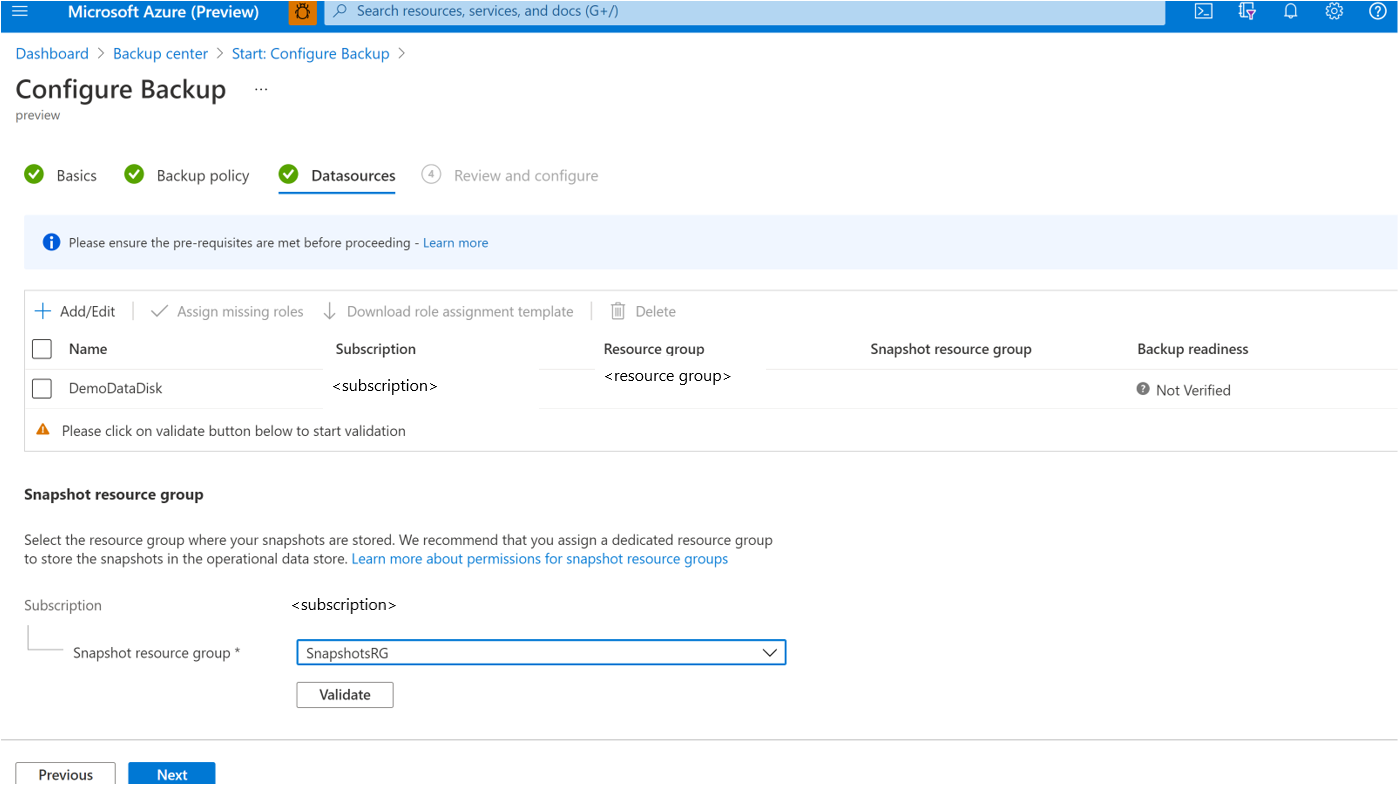 Microsoft Azure (Preview) Search resources, services, and docs (G+/)
Dashboard > Backup center > Start: Configure Backup >
Configure Backup ...
preview
Basics Backup policy Datasources 4 Review and configure
Please ensure the pre-requisites are met before proceeding - Learn more
Add/Edit Assign missing roles Download role assignment template Delete
Name Subscription Resource group Snapshot resource group Backup readiness
DemoDataDisk <subscription> <resource group> Not Verified
Please click on validate button below to start validation
Snapshot resource group
Select the resource group where your snapshots are stored. We recommend that you assign a dedicated resource group
to store the snapshots in the operational data store. Learn more about permissions for snapshot resource groups
Subscription <subscription>
Snapshot resource group * SnapshotsRG
Validate
Previous Next